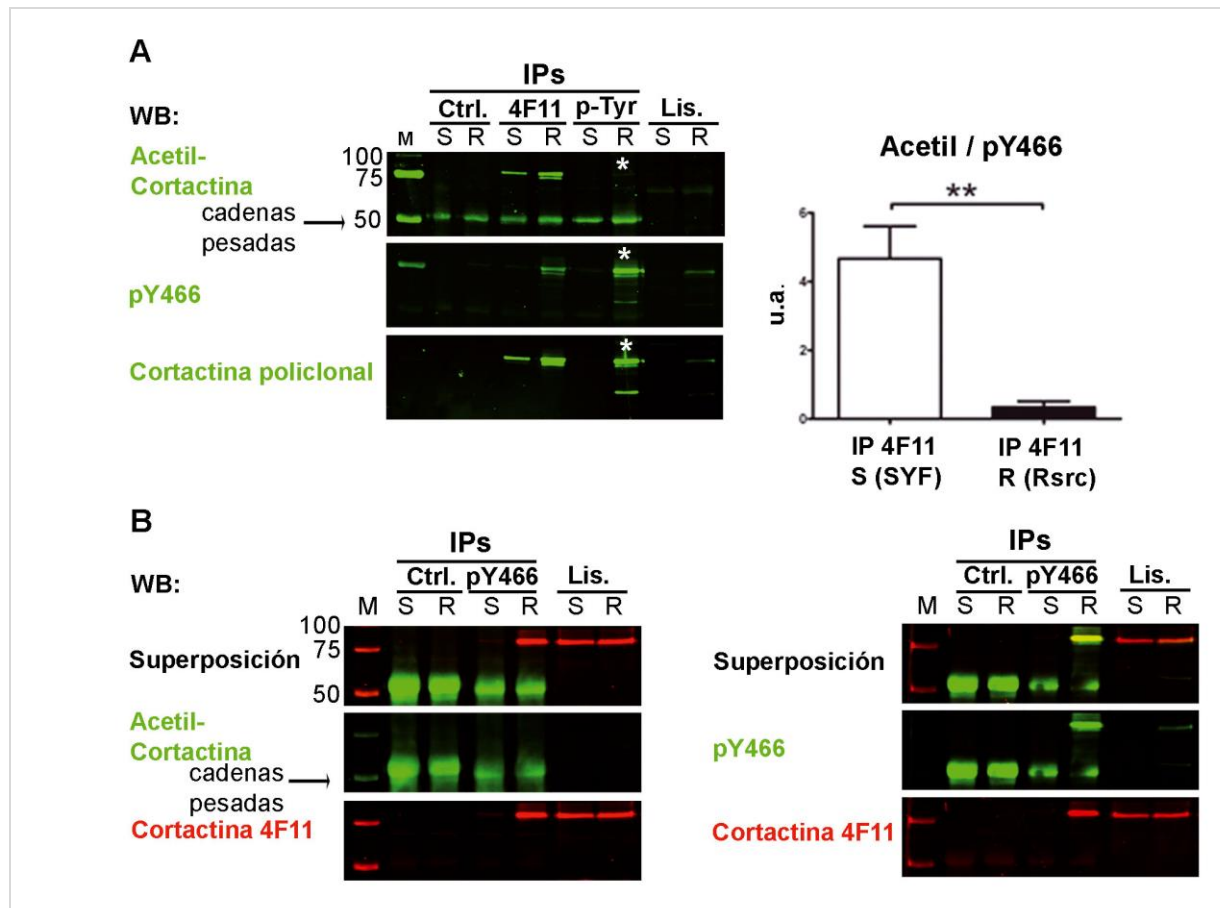 A
IPs
WB:
Ctrl. 4F11 p-Tyr Lis.
M S R S R S R S R
Acetil-
Cortactina
100
75
*
cadenas
pesadas
50
pY466
*
Cortactina policlonal
*
Acetil / pY466
**
u.a.
6
4
2
0
IP 4F11
S (SYF)
IP 4F11
R (Rsrc)
B
IPs
WB:
Ctrl. pY466 Lis.
M S R S R S R
100
75
Superposición
50
Acetil-
Cortactina
cadenas
pesadas
Cortactina 4F11
IPs
Ctrl. pY466 Lis.
M S R S R S R
Superposición
pY466
Cortactina 4F11